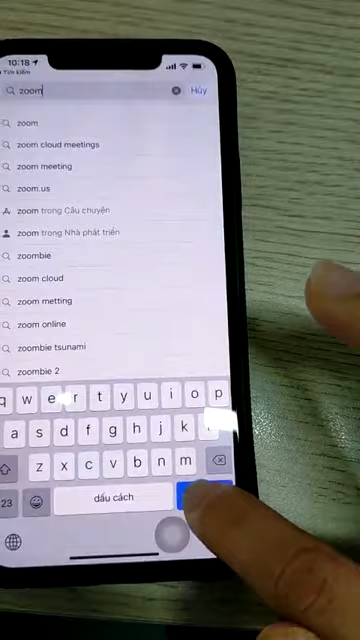 10:18
Tìm kiếm
zoom
Hủy
zoom
zoom cloud meetings
zoom meeting
zoom.us
zoom trong Câu chuyện
zoom trong Nhà phát triển
zoombie
zoom cloud
zoom metting
zoom online
zoombie tsunami
zoombie 2
q w e r t y u i o p
a s d f g h j k
z x c v b n m
123 dấu cách